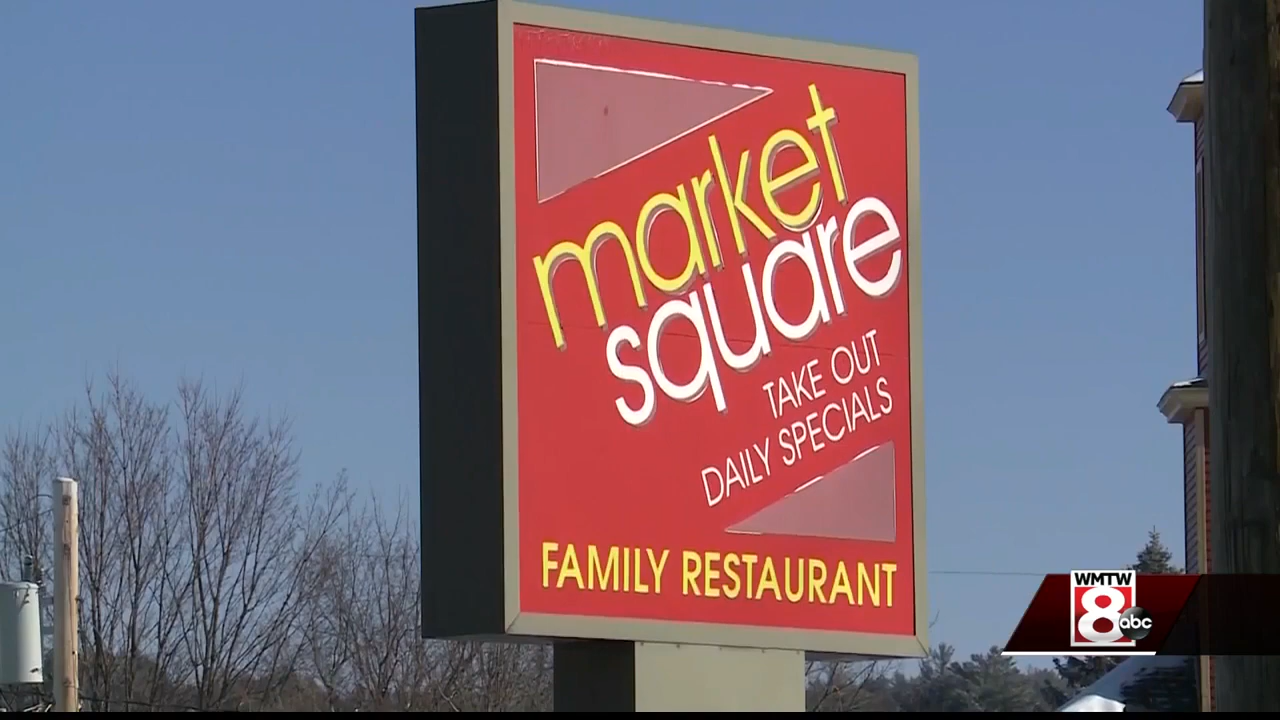 market
square
TAKE OUT
DAILY SPECIALS
FAMILY RESTAURANT
WMTW
8
abc